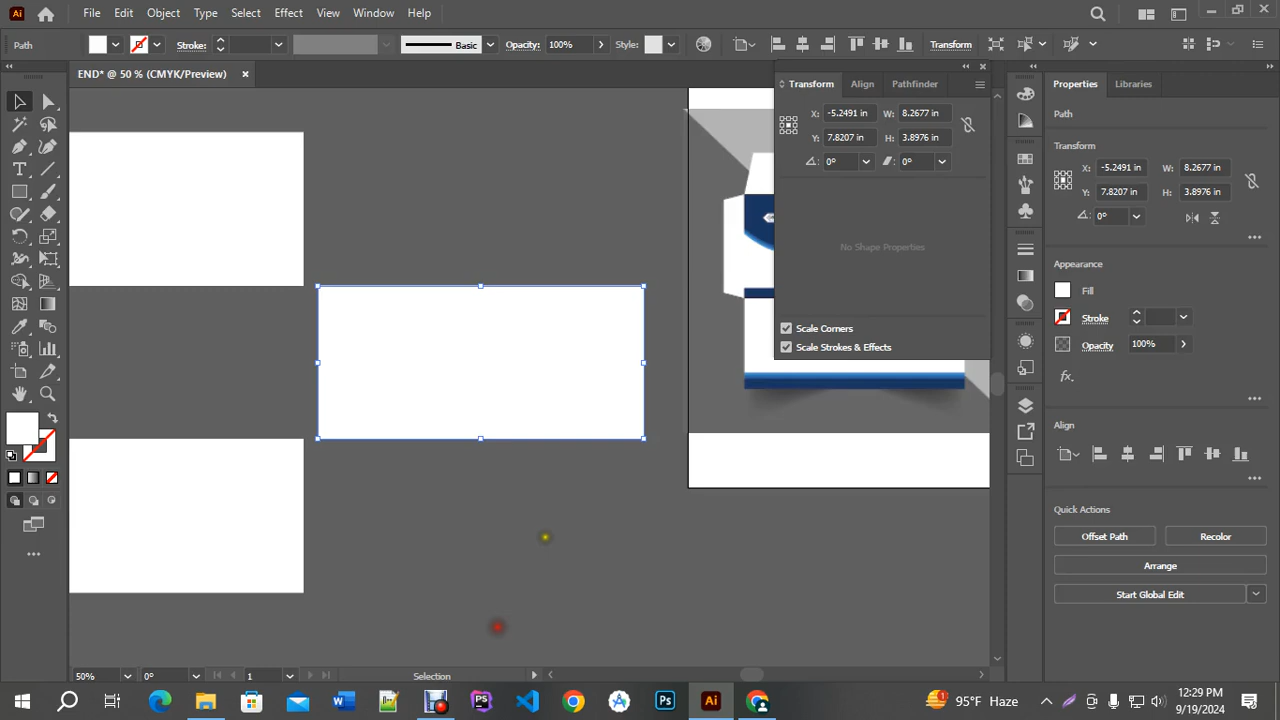 Ai File Edit Object Type Select Effect View Window Help
Path Stroke: Basic Opacity: 100% Style: Transform
END* @ 50 % (CMYK/Preview) ×
Transform Align Pathfinder
X: -5.2491 in W: 8.2677 in
Y: 7.8207 in H: 3.8976 in
0° 0°
No Shape Properties
Scale Corners
Scale Strokes & Effects
Properties Libraries
Path
Transform
X: -5.2491 in W: 8.2677 in
Y: 7.8207 in H: 3.8976 in
0°
Appearance
Fill
Stroke
Opacity 100%
fx.
Align
Quick Actions
Offset Path Recolor
Arrange
Start Global Edit
50% 0° 1 Selection
95°F Haze
12:29 PM
9/19/2024